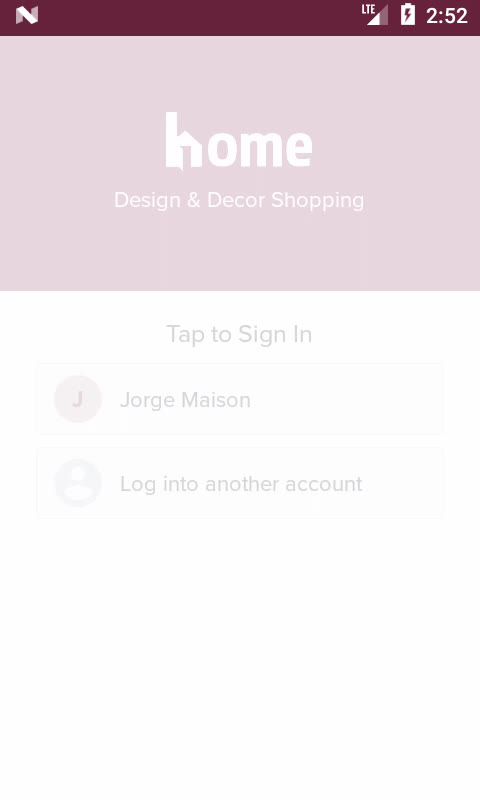 LTE 2:52
home
Design & Decor Shopping
Tap to Sign In
J Jorge Maison
Log into another account